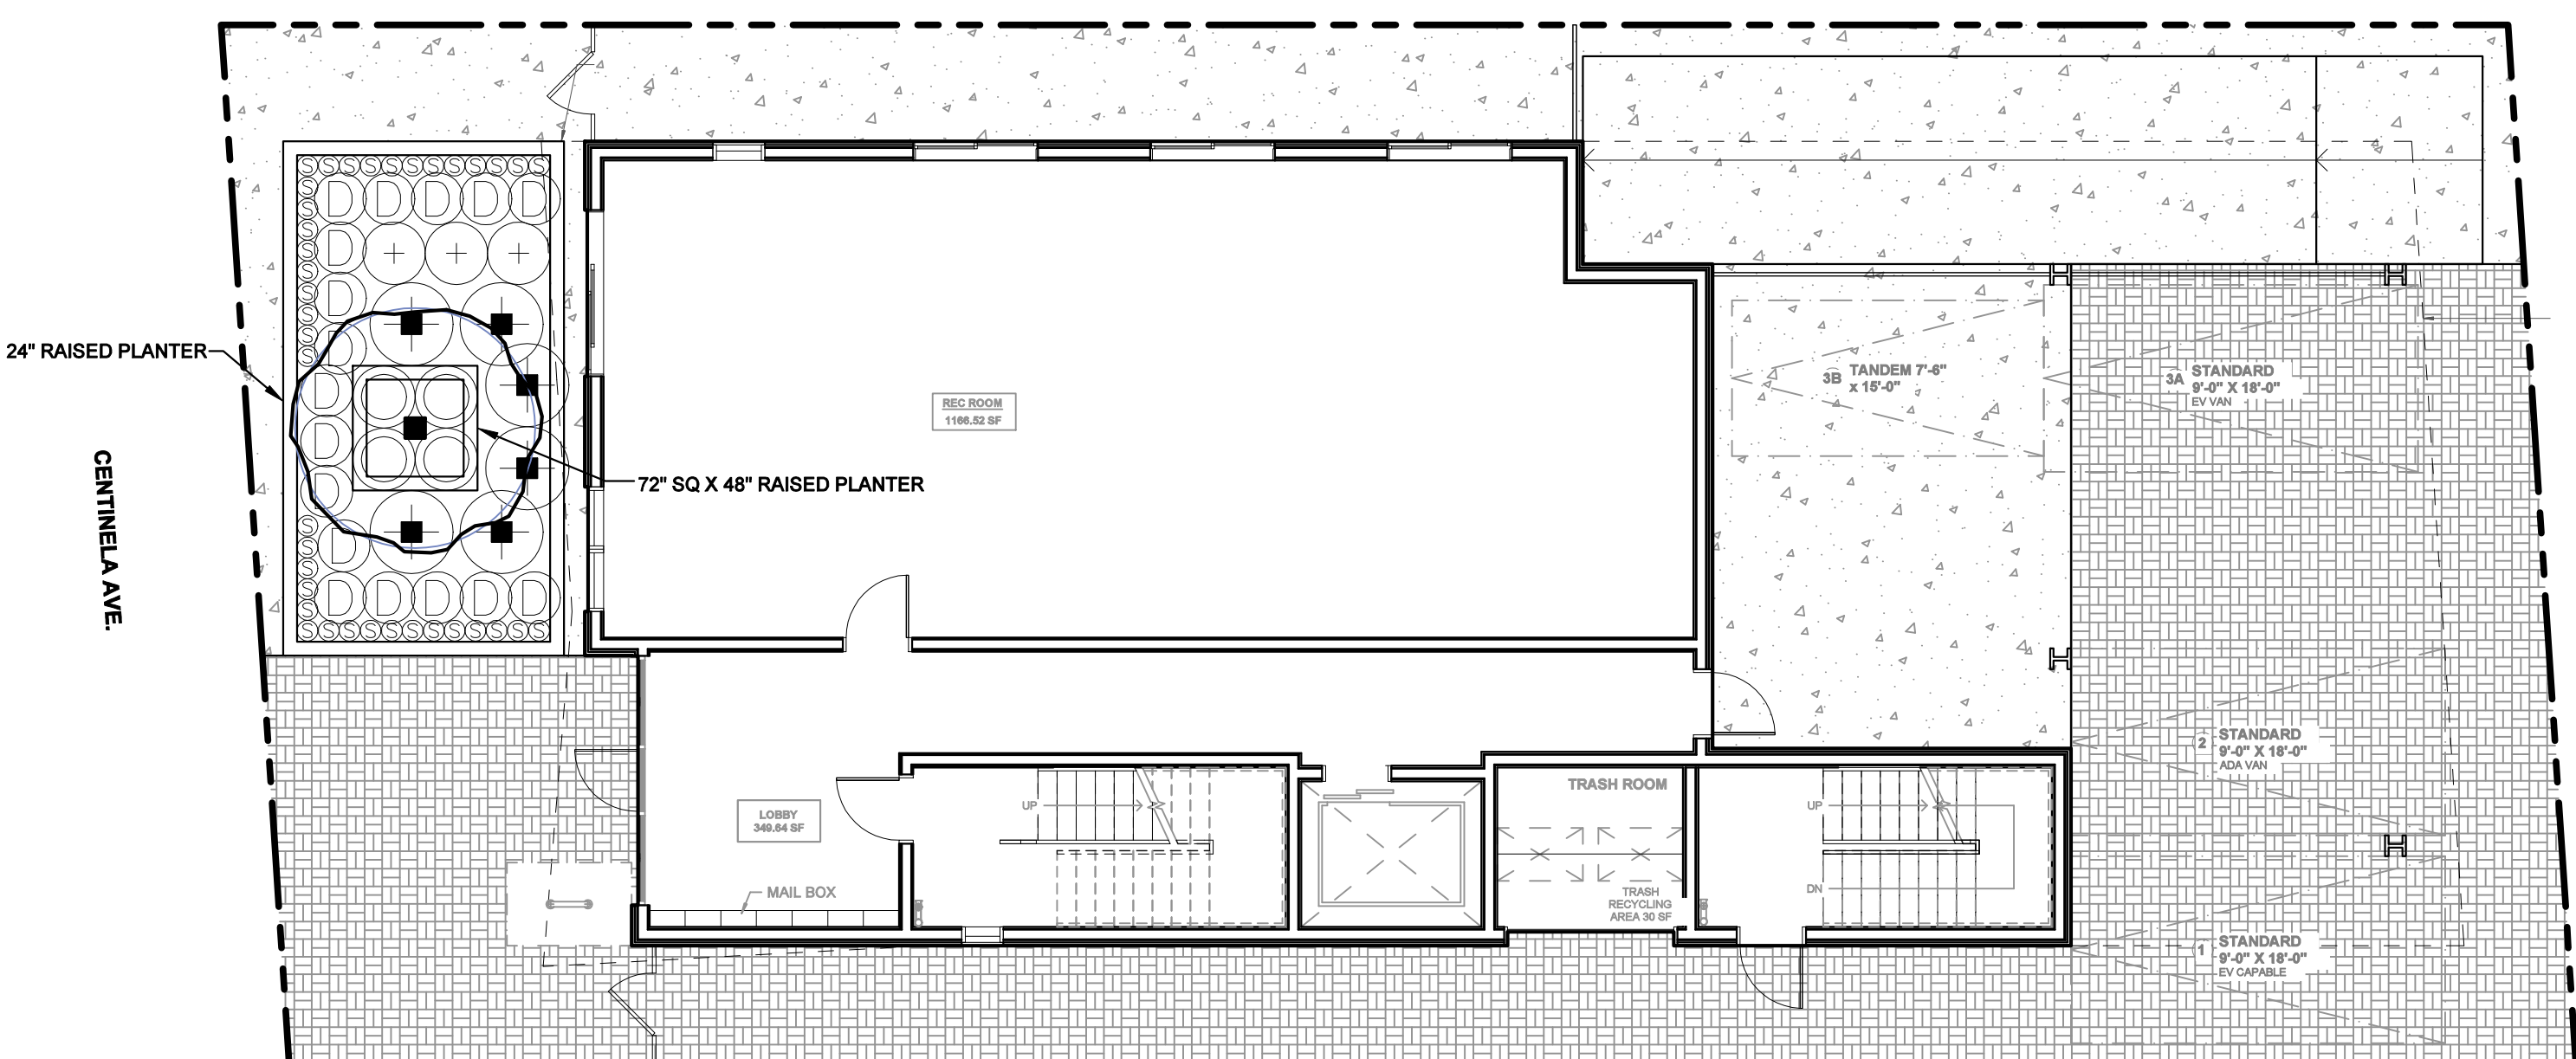 S S S S S S S S S S S S
S
S D D D D D
S
S D
S
S D
S
S D
S
D
D
D
S
S D
S
S D D D D D
S
S S S S S S S S S S S S
24" RAISED PLANTER
72" SQ X 48" RAISED PLANTER
CENTINELA AVE.
REC ROOM
1166.52 SF
3B
TANDEM 7'-6"
x 15'-0"
3A
STANDARD
9'-0" X 18'-0"
EV VAN
2
STANDARD
9'-0" X 18'-0"
ADA VAN
LOBBY
349.64 SF
UP
MAIL BOX
TRASH ROOM
TRASH
RECYCLING
AREA 30 SF
UP
DN
1
STANDARD
9'-0" X 18'-0"
EV CAPABLE